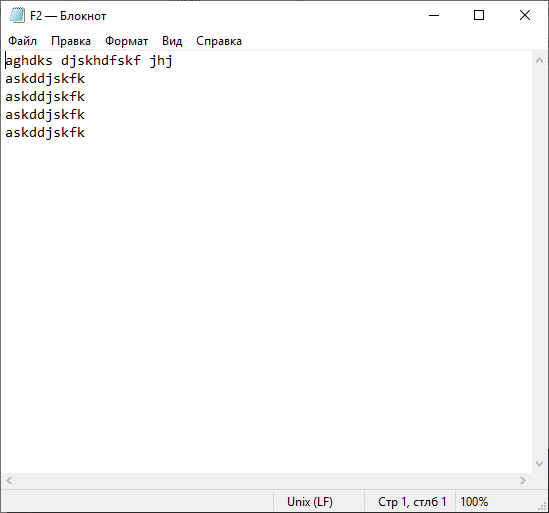 F2 — Блокнот
Файл Правка Формат Вид Справка
aghdks djskhdfskf jhj
askddjskfk
askddjskfk
askddjskfk
askddjskfk
Unix (LF) Стр 1, стлб 1 100%